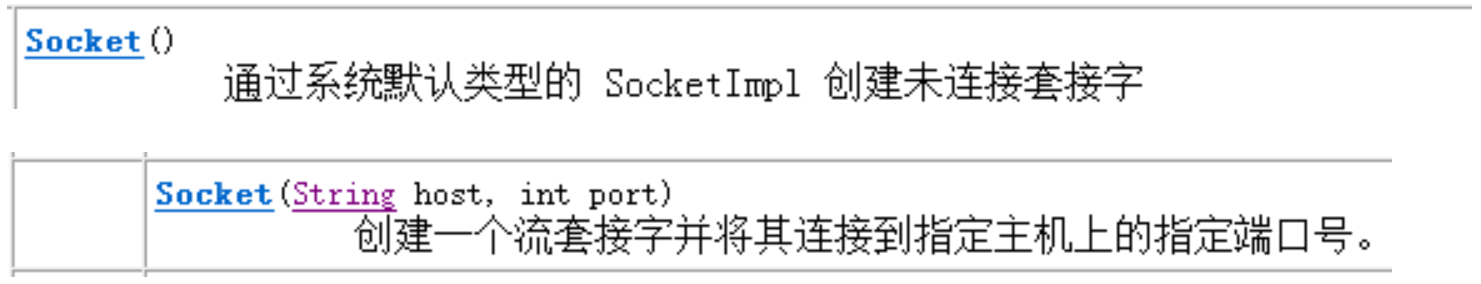 Socket()
通过系统默认类型的 SocketImpl 创建未连接套接字
Socket(String host, int port)
创建一个流套接字并将其连接到指定主机上的指定端口号。